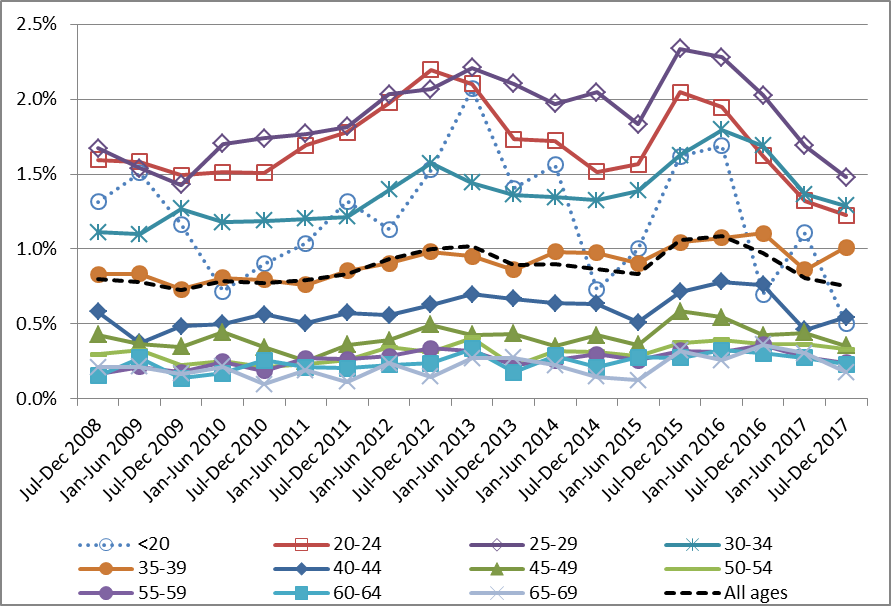 2.5%
2.0%
1.5%
1.0%
0.5%
0.0%
Jul-Dec 2008
Jan-Jun 2009
Jul-Dec 2009
Jan-Jun 2010
Jul-Dec 2010
Jan-Jun 2011
Jul-Dec 2011
Jan-Jun 2012
Jul-Dec 2012
Jan-Jun 2013
Jul-Dec 2013
Jan-Jun 2014
Jul-Dec 2014
Jan-Jun 2015
Jul-Dec 2015
Jan-Jun 2016
Jul-Dec 2016
Jan-Jun 2017
Jul-Dec 2017
<20 20-24 25-29 30-34
35-39 40-44 45-49 50-54
55-59 60-64 65-69 All ages